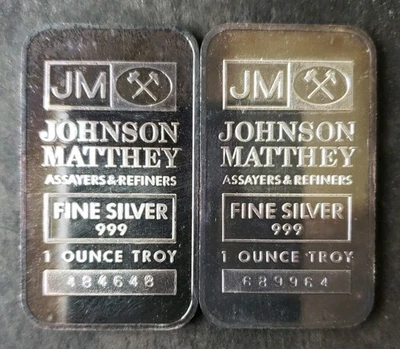 JM
JOHNSON
MATTHEY
ASSAYERS & REFINERS
FINE SILVER
999
1 OUNCE TROY
484648
JM
JOHNSON
MATTHEY
ASSAYERS & REFINERS
FINE SILVER
999
1 OUNCE TROY
689964